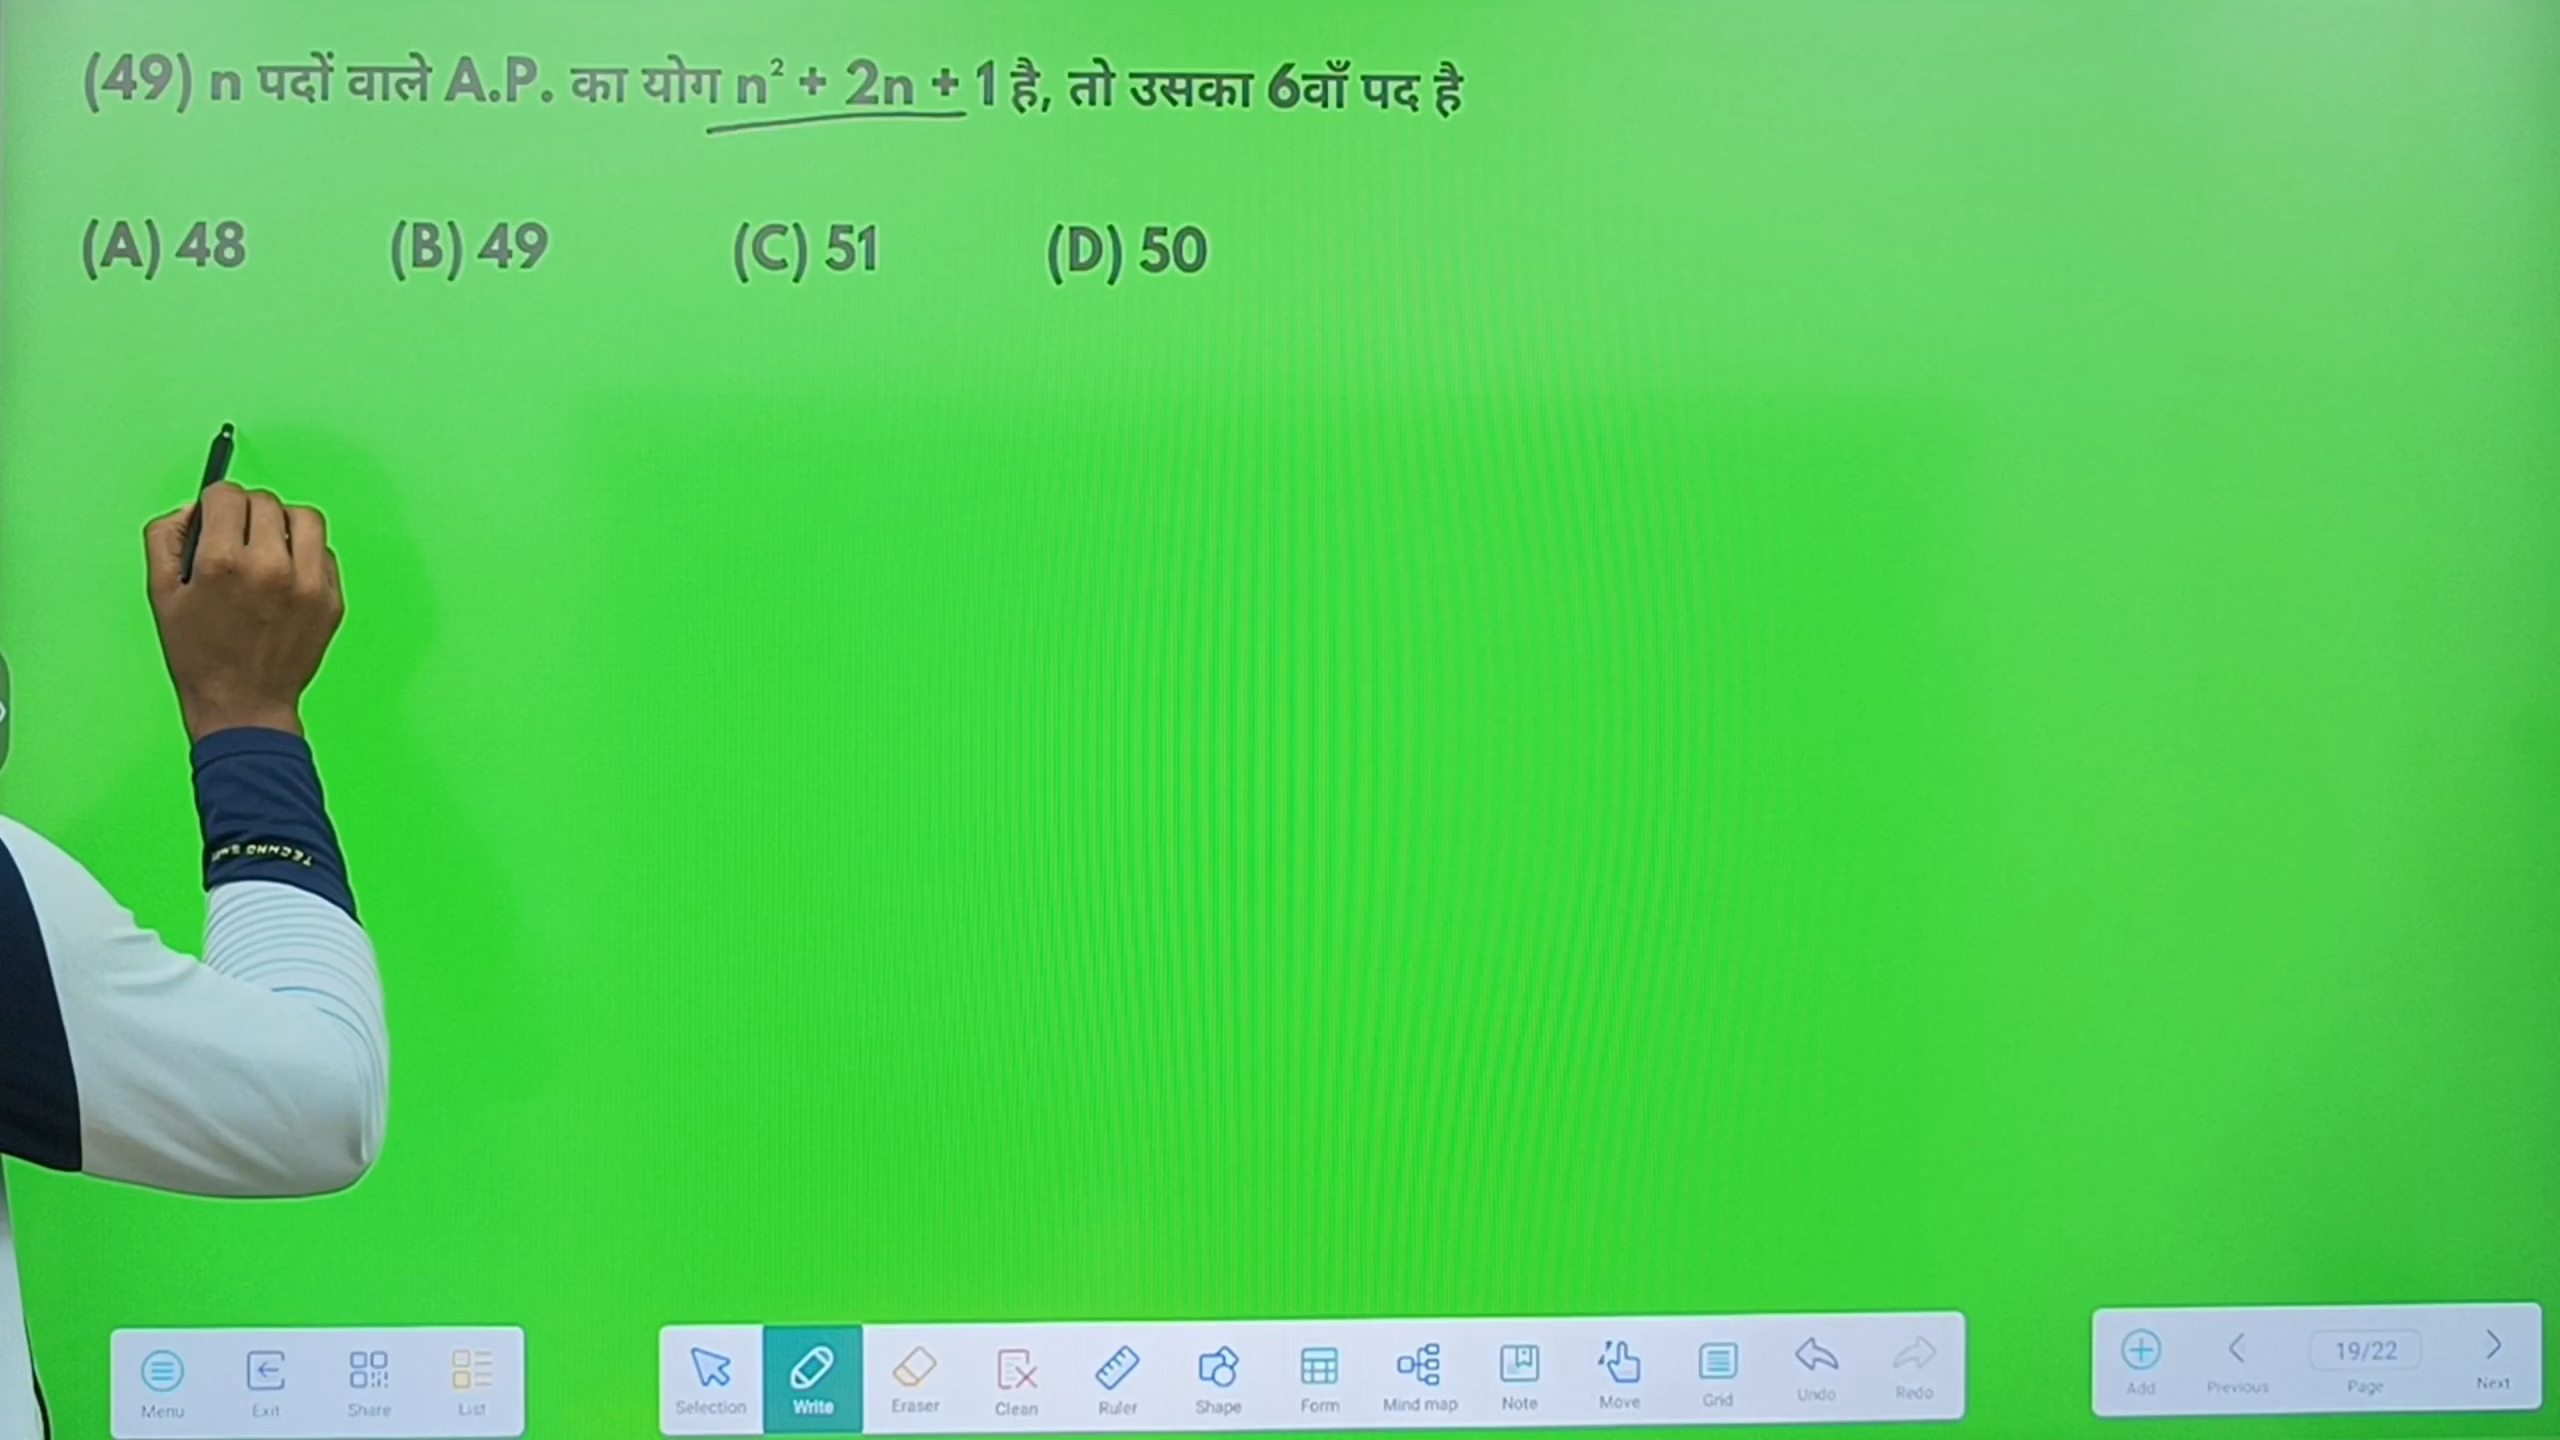 (49) n पदों वाले A.P. का योग n² + 2n + 1 है, तो उसका 6वाँ पद है
(A) 48 (B) 49 (C) 51 (D) 50
Menu Exit Share List Selection Write Eraser Clean Ruler Shape Form Mind map Note Move Grid Undo Redo Add Previous 19/22 Page Next